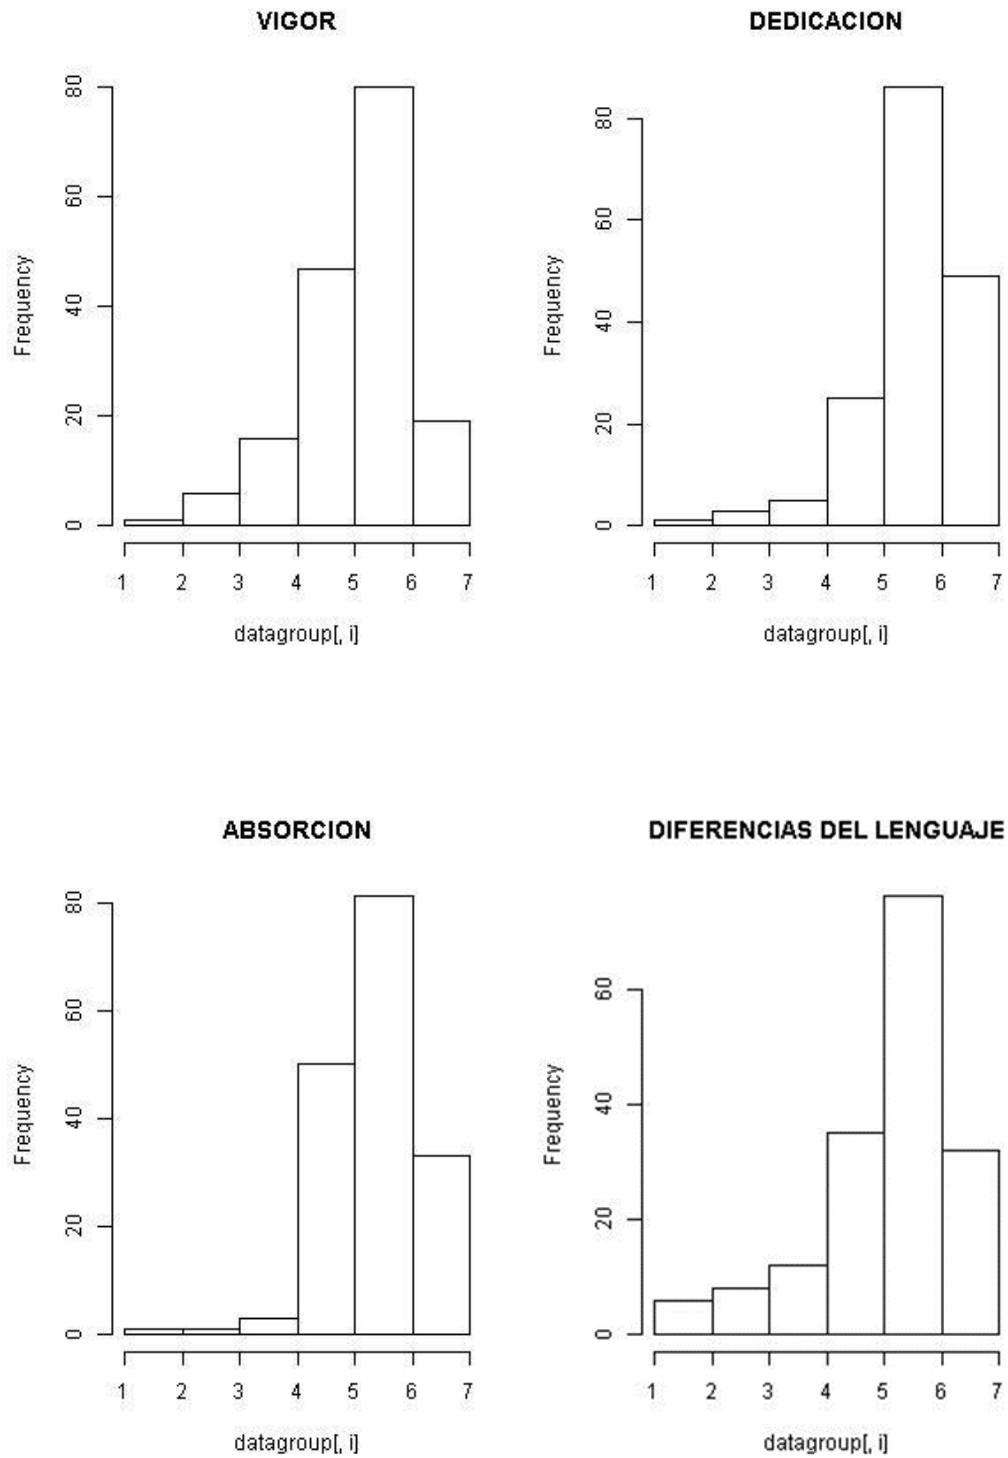 VIGOR
80
60
40
20
0
Frequency
1 2 3 4 5 6 7
datagroup[, i]
DEDICACION
80
60
40
20
0
Frequency
1 2 3 4 5 6 7
datagroup[, i]
ABSORCION
80
60
40
20
0
Frequency
1 2 3 4 5 6 7
datagroup[, i]
DIFERENCIAS DEL LENGUAJE
60
40
20
0
Frequency
1 2 3 4 5 6 7
datagroup[, i]